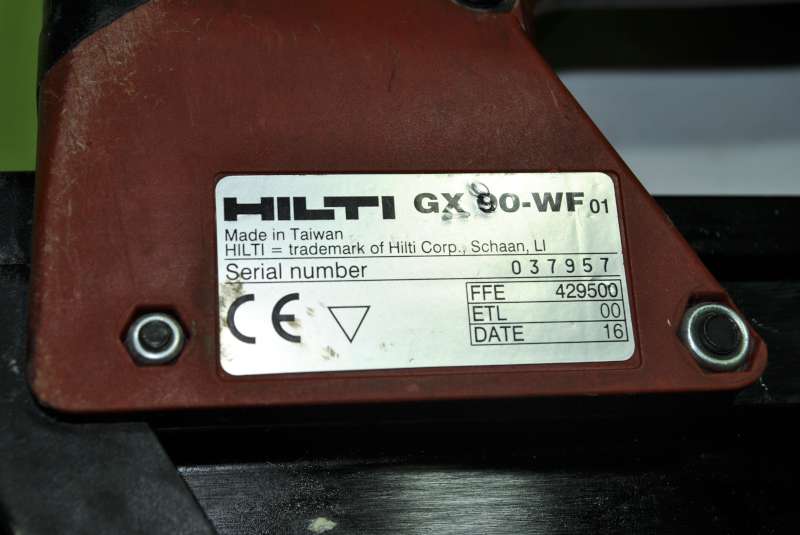 HILTI GX 90-WF 01
Made in Taiwan
HILTI = trademark of Hilti Corp., Schaan, LI
Serial number 037957
CE
FFE 429500
ETL 00
DATE 16